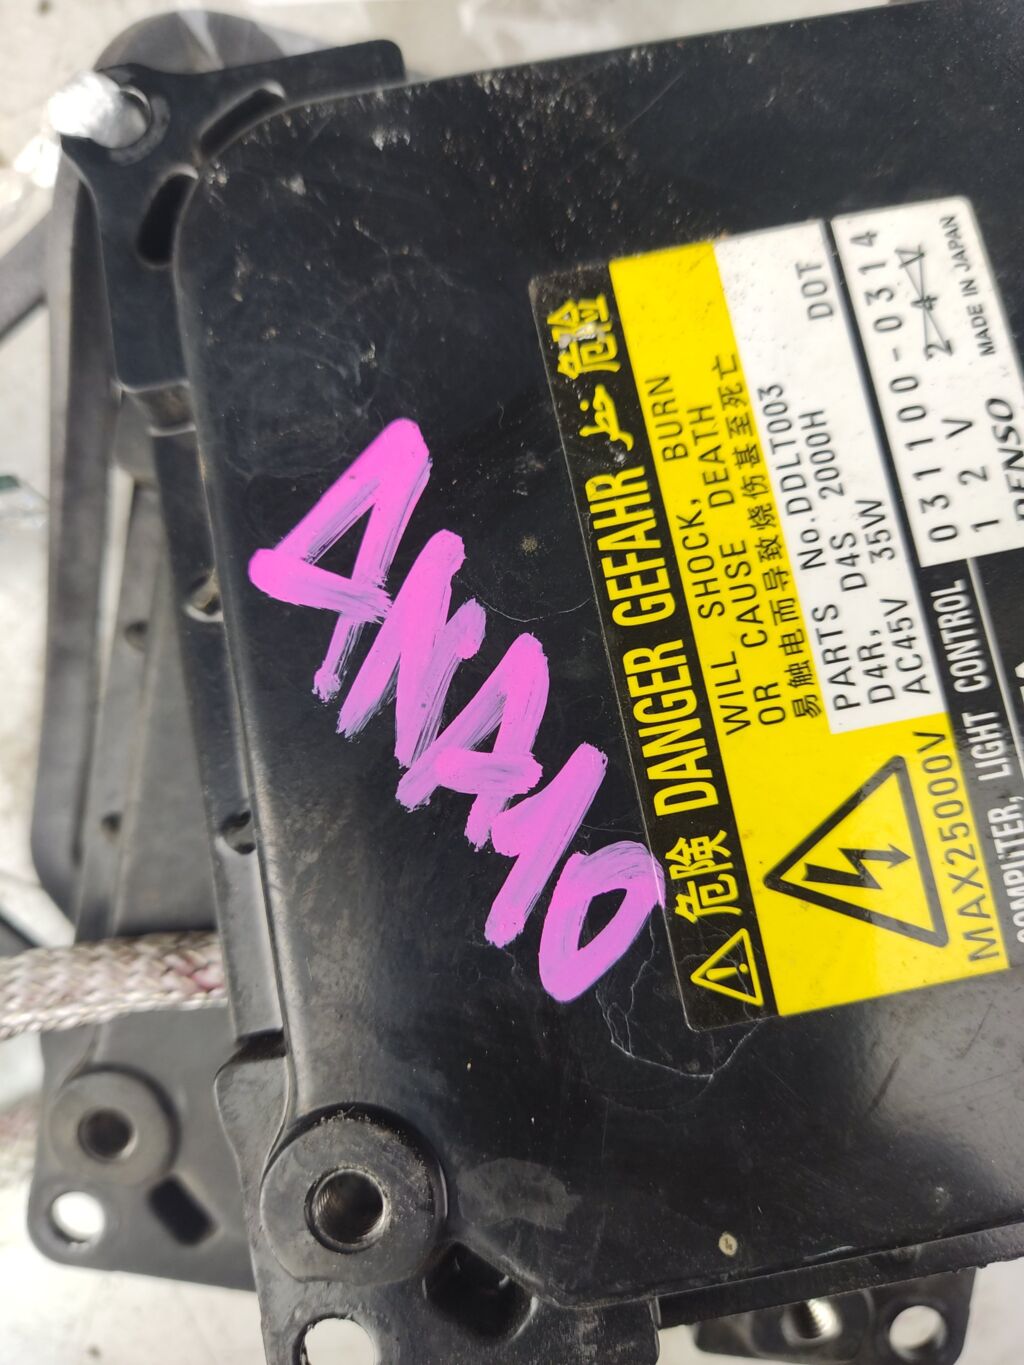 危険 DANGER GEFAHR خطر 危险
WILL SHOCK, BURN
OR CAUSE DEATH
易触电而导致烧伤甚至死亡
PARTS No.DDLT003 DOT
D4R, D4S 2000H
AC45V 35W
MAX25000V
COMPUTER, LIGHT CONTROL
031100-0314
12V 24V
DENSO MADE IN JAPAN